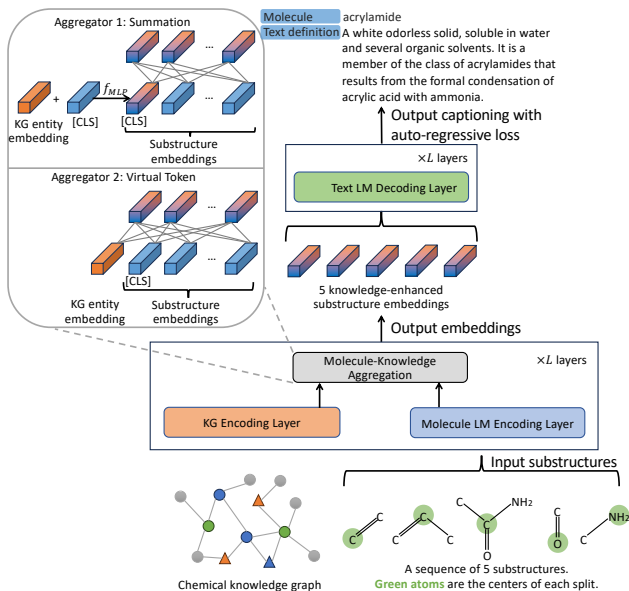 Aggregator 1: Summation
...
+
f_MLP
KG entity
embedding
[CLS]
[CLS]
...
Substructure
embeddings
Aggregator 2: Virtual Token
...
...
[CLS]
KG entity
embedding
Substructure
embeddings
Molecule acrylamide
Text definition A white odorless solid, soluble in water
and several organic solvents. It is a
member of the class of acrylamides that
results from the formal condensation of
acrylic acid with ammonia.
Output captioning with
auto-regressive loss
×L layers
Text LM Decoding Layer
...
5 knowledge-enhanced
substructure embeddings
Output embeddings
Molecule-Knowledge
Aggregation
×L layers
KG Encoding Layer
Molecule LM Encoding Layer
Input substructures
C C
C C C
C C NH₂ O
C O
C NH₂
Chemical knowledge graph
A sequence of 5 substructures.
Green atoms are the centers of each split.